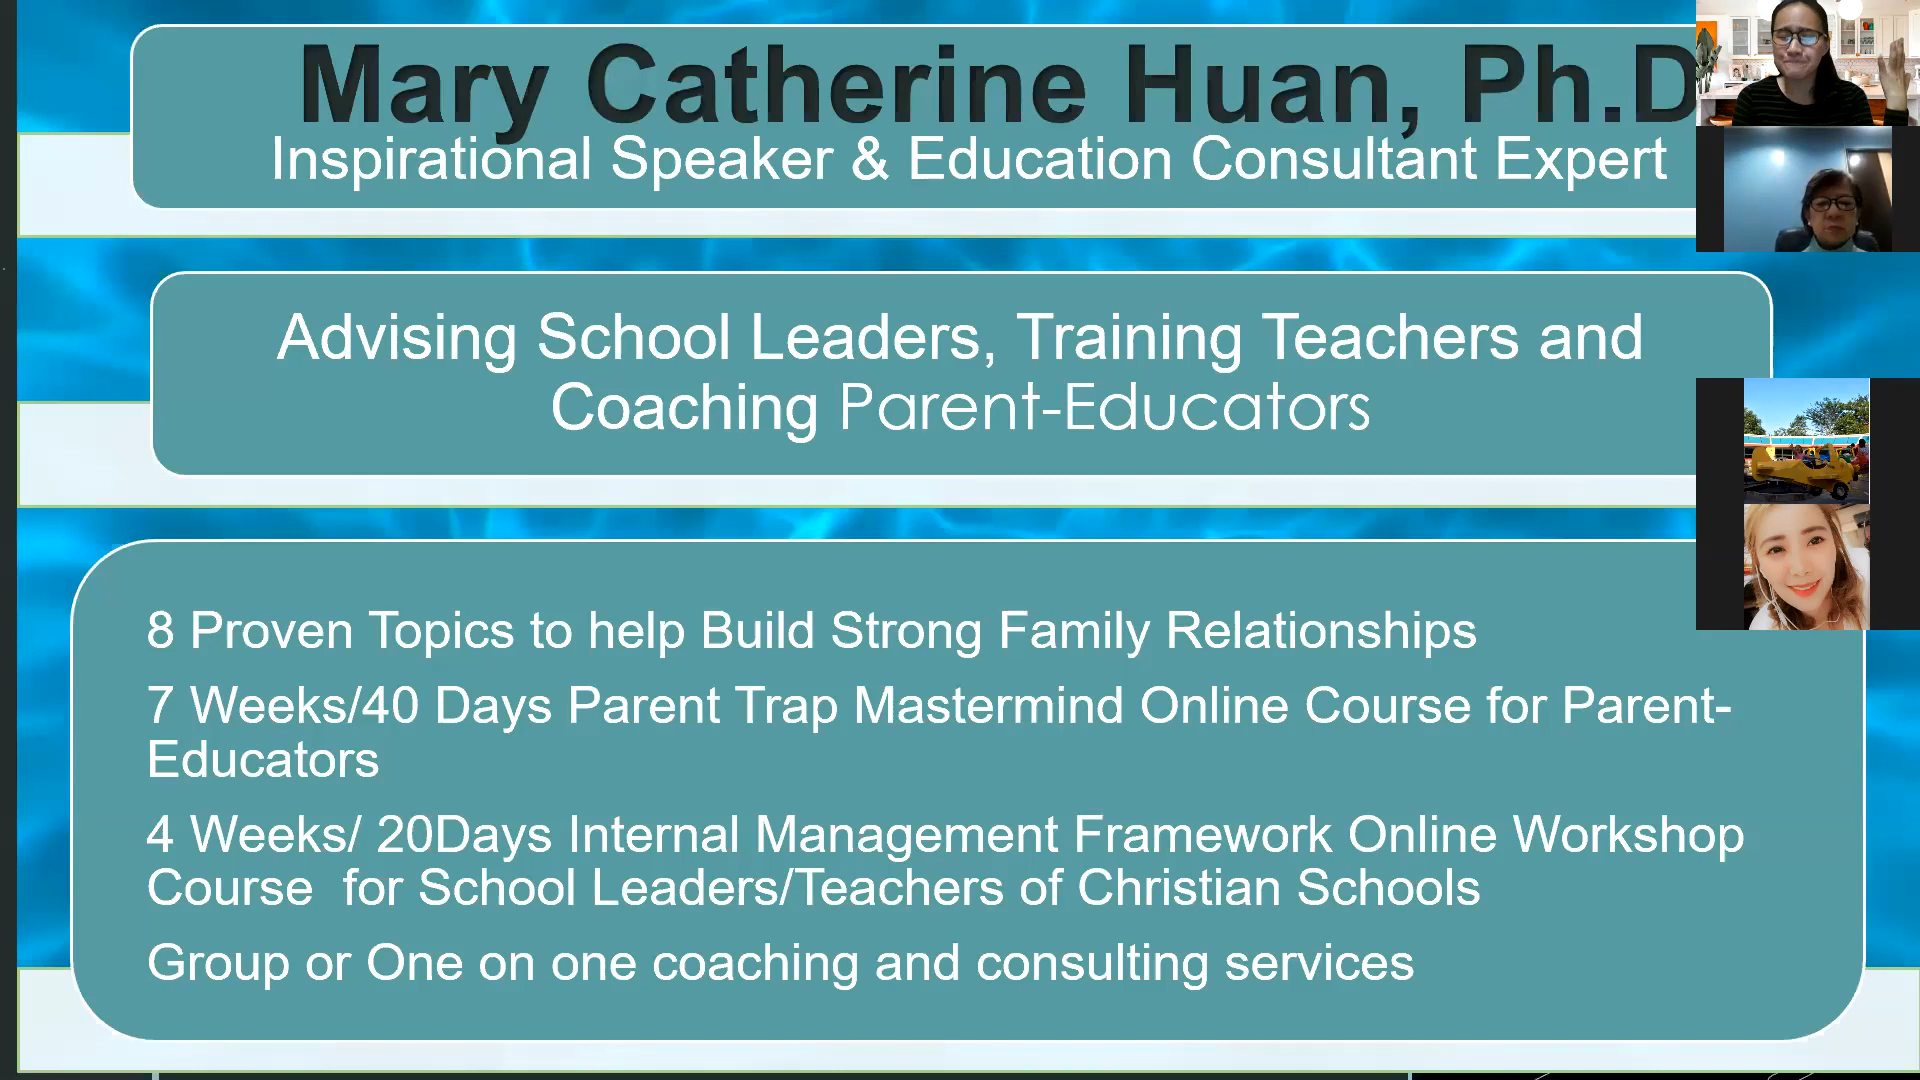 Mary Catherine Huan, Ph.D
Inspirational Speaker & Education Consultant Expert
Advising School Leaders, Training Teachers and
Coaching Parent-Educators
8 Proven Topics to help Build Strong Family Relationships
7 Weeks/40 Days Parent Trap Mastermind Online Course for Parent-
Educators
4 Weeks/ 20Days Internal Management Framework Online Workshop
Course  for School Leaders/Teachers of Christian Schools
Group or One on one coaching and consulting services